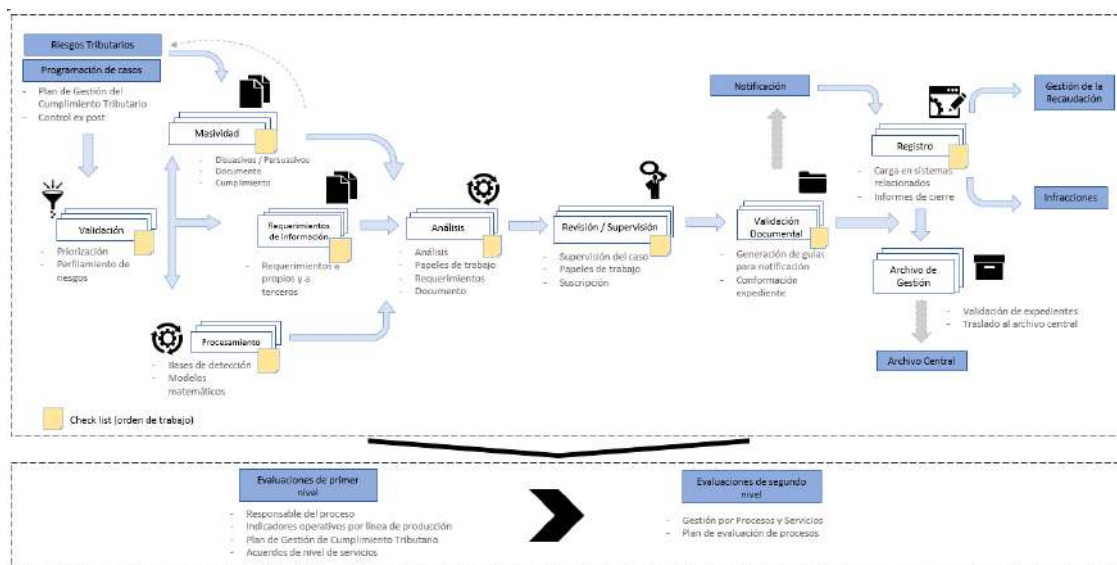 Riesgos Tributarios
Programación de casos
- Plan de Gestión del
Cumplimiento Tributario
- Control ex post
Masividad
- Disuasivos / Persuasivos
- Documento
- Cumplimiento
Validación
- Priorización
- Perfilamiento de
riesgos
Requerimientos
de información
- Requerimientos a
propios y a
terceros
Procesamiento
- Bases de detección
- Modelos
matemáticos
Análisis
- Análisis
- Papeles de trabajo
- Requerimientos
- Documento
Revisión / Supervisión
- Supervisión del caso
- Papeles de trabajo
- Suscripción
Notificación
Validación
Documental
- Generación de guías
para notificación
- Conformación
expediente
Registro
- Carga en sistemas
relacionados
- Informes de cierre
Gestión de la
Recaudación
Infracciones
Archivo de
Gestión
- Validación de expedientes
- Traslado al archivo central
Archivo Central
Check list (orden de trabajo)
Evaluaciones de primer
nivel
- Responsable del proceso
- Indicadores operativos por línea de producción
- Plan de Gestión de Cumplimiento Tributario
- Acuerdos de nivel de servicios
Evaluaciones de segundo
nivel
- Gestión por Procesos y Servicios
- Plan de evaluación de procesos